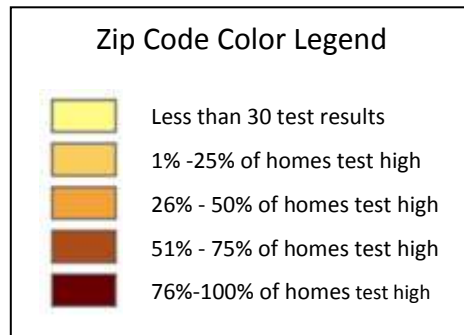 Zip Code Color Legend
Less than 30 test results
1% -25% of homes test high
26% - 50% of homes test high
51% - 75% of homes test high
76%-100% of homes test high